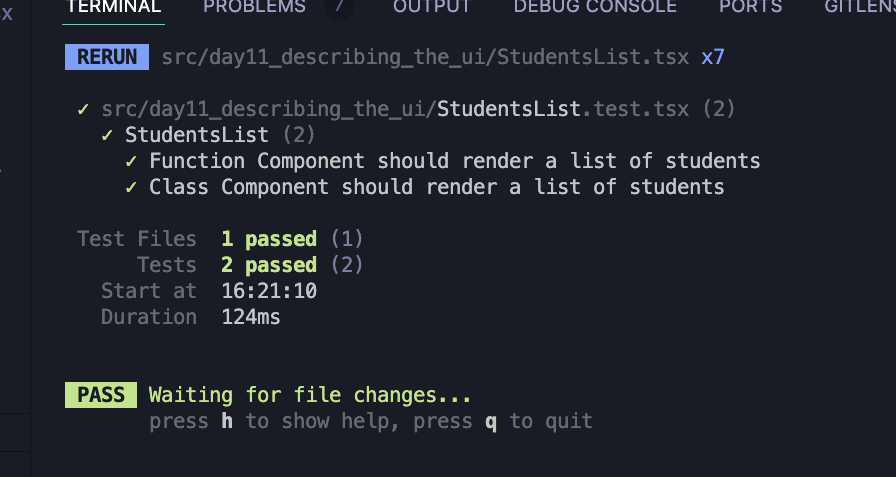 TERMINAL PROBLEMS 7 OUTPUT DEBUG CONSOLE PORTS
RERUN src/day11_describing_the_ui/StudentsList.tsx x7
✓ src/day11_describing_the_ui/StudentsList.test.tsx (2)
✓ StudentsList (2)
✓ Function Component should render a list of students
✓ Class Component should render a list of students
Test Files 1 passed (1)
Tests 2 passed (2)
Start at 16:21:10
Duration 124ms
PASS Waiting for file changes...
press h to show help, press q to quit